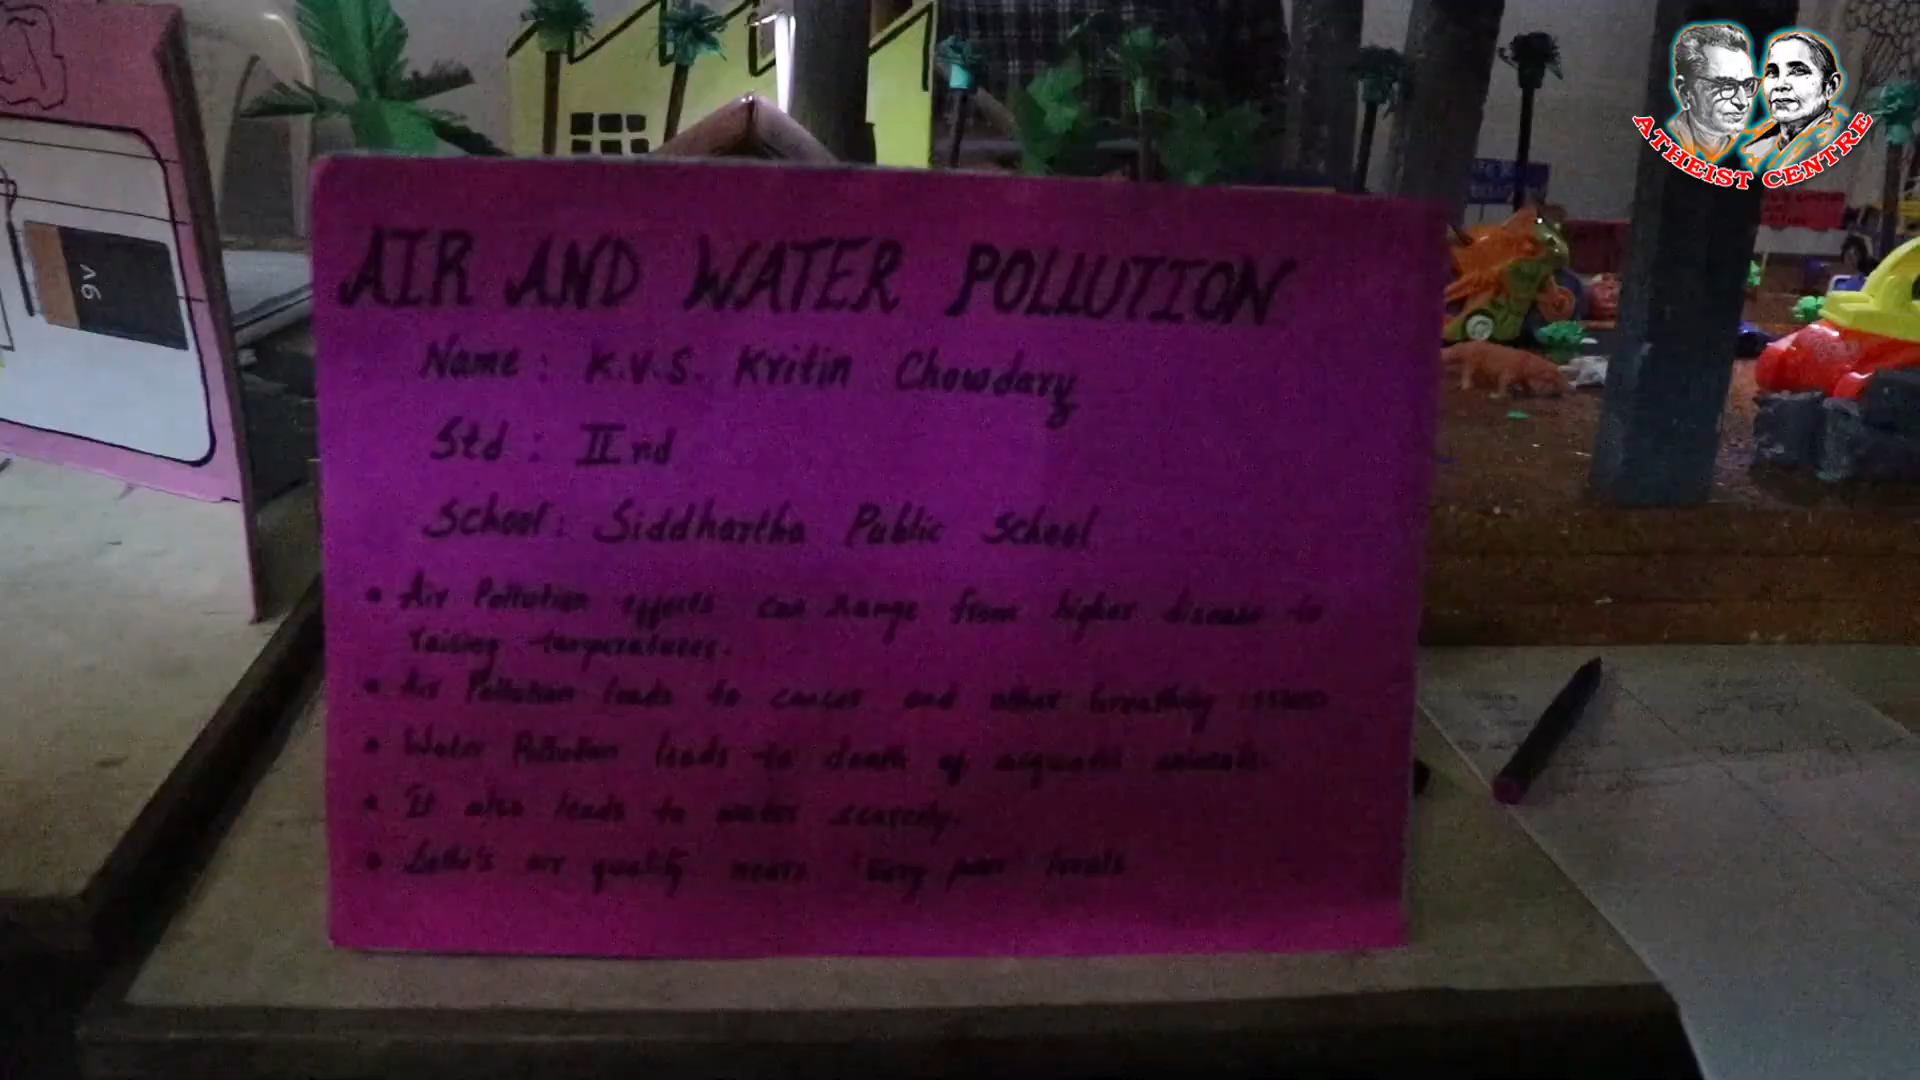 AIR AND WATER POLLUTION
Name : K.V.S. Kritin Chowdary
Std : IInd
School : Siddhartha Public School
• Air Pollution effects can range from higher disease to
raising temperatures.
• Air Pollution leads to cancer and other breathing issues
• Water Pollution leads to death of acquatic animals.
• It also leads to water scarcity.
• Delhi's air quality nears 'Very poor' levels
9V
ATHEIST CENTRE